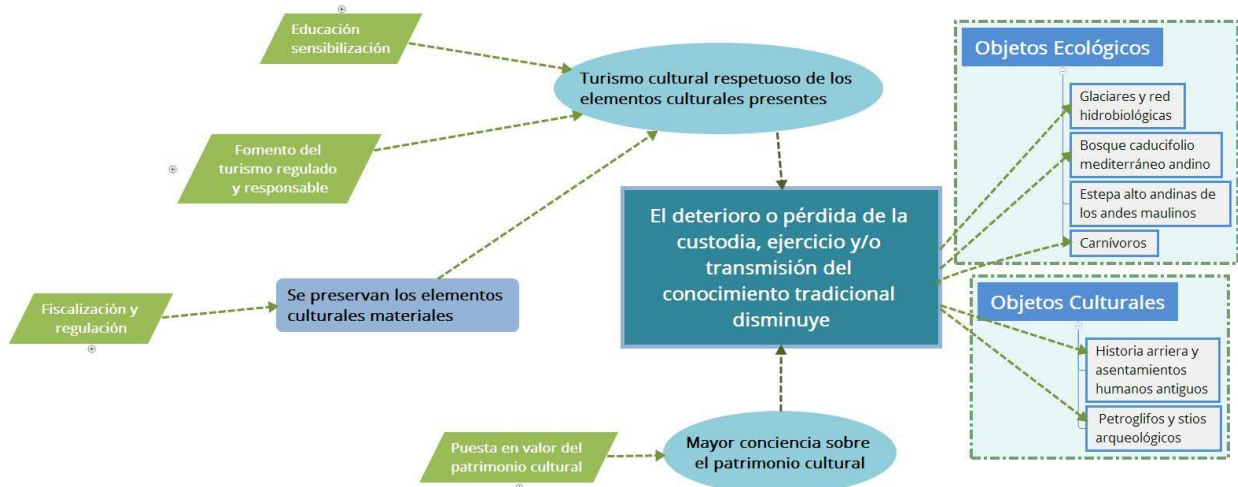 Educación
sensibilización
Fomento del
turismo regulado
y responsable
Fiscalización y
regulación
Se preservan los elementos
culturales materiales
Puesta en valor del
patrimonio cultural
Turismo cultural respetuoso de los
elementos culturales presentes
El deterioro o pérdida de la
custodia, ejercicio y/o
transmisión del
conocimiento tradicional
disminuye
Mayor conciencia sobre
el patrimonio cultural
Objetos Ecológicos
Glaciares y red
hidrobiológicas
Bosque caducifolio
mediterráneo andino
Estepa alto andinas de
los andes maulinos
Carnívoros
Objetos Culturales
Historia arriera y
asentamientos
humanos antiguos
Petroglifos y stios
arqueológicos